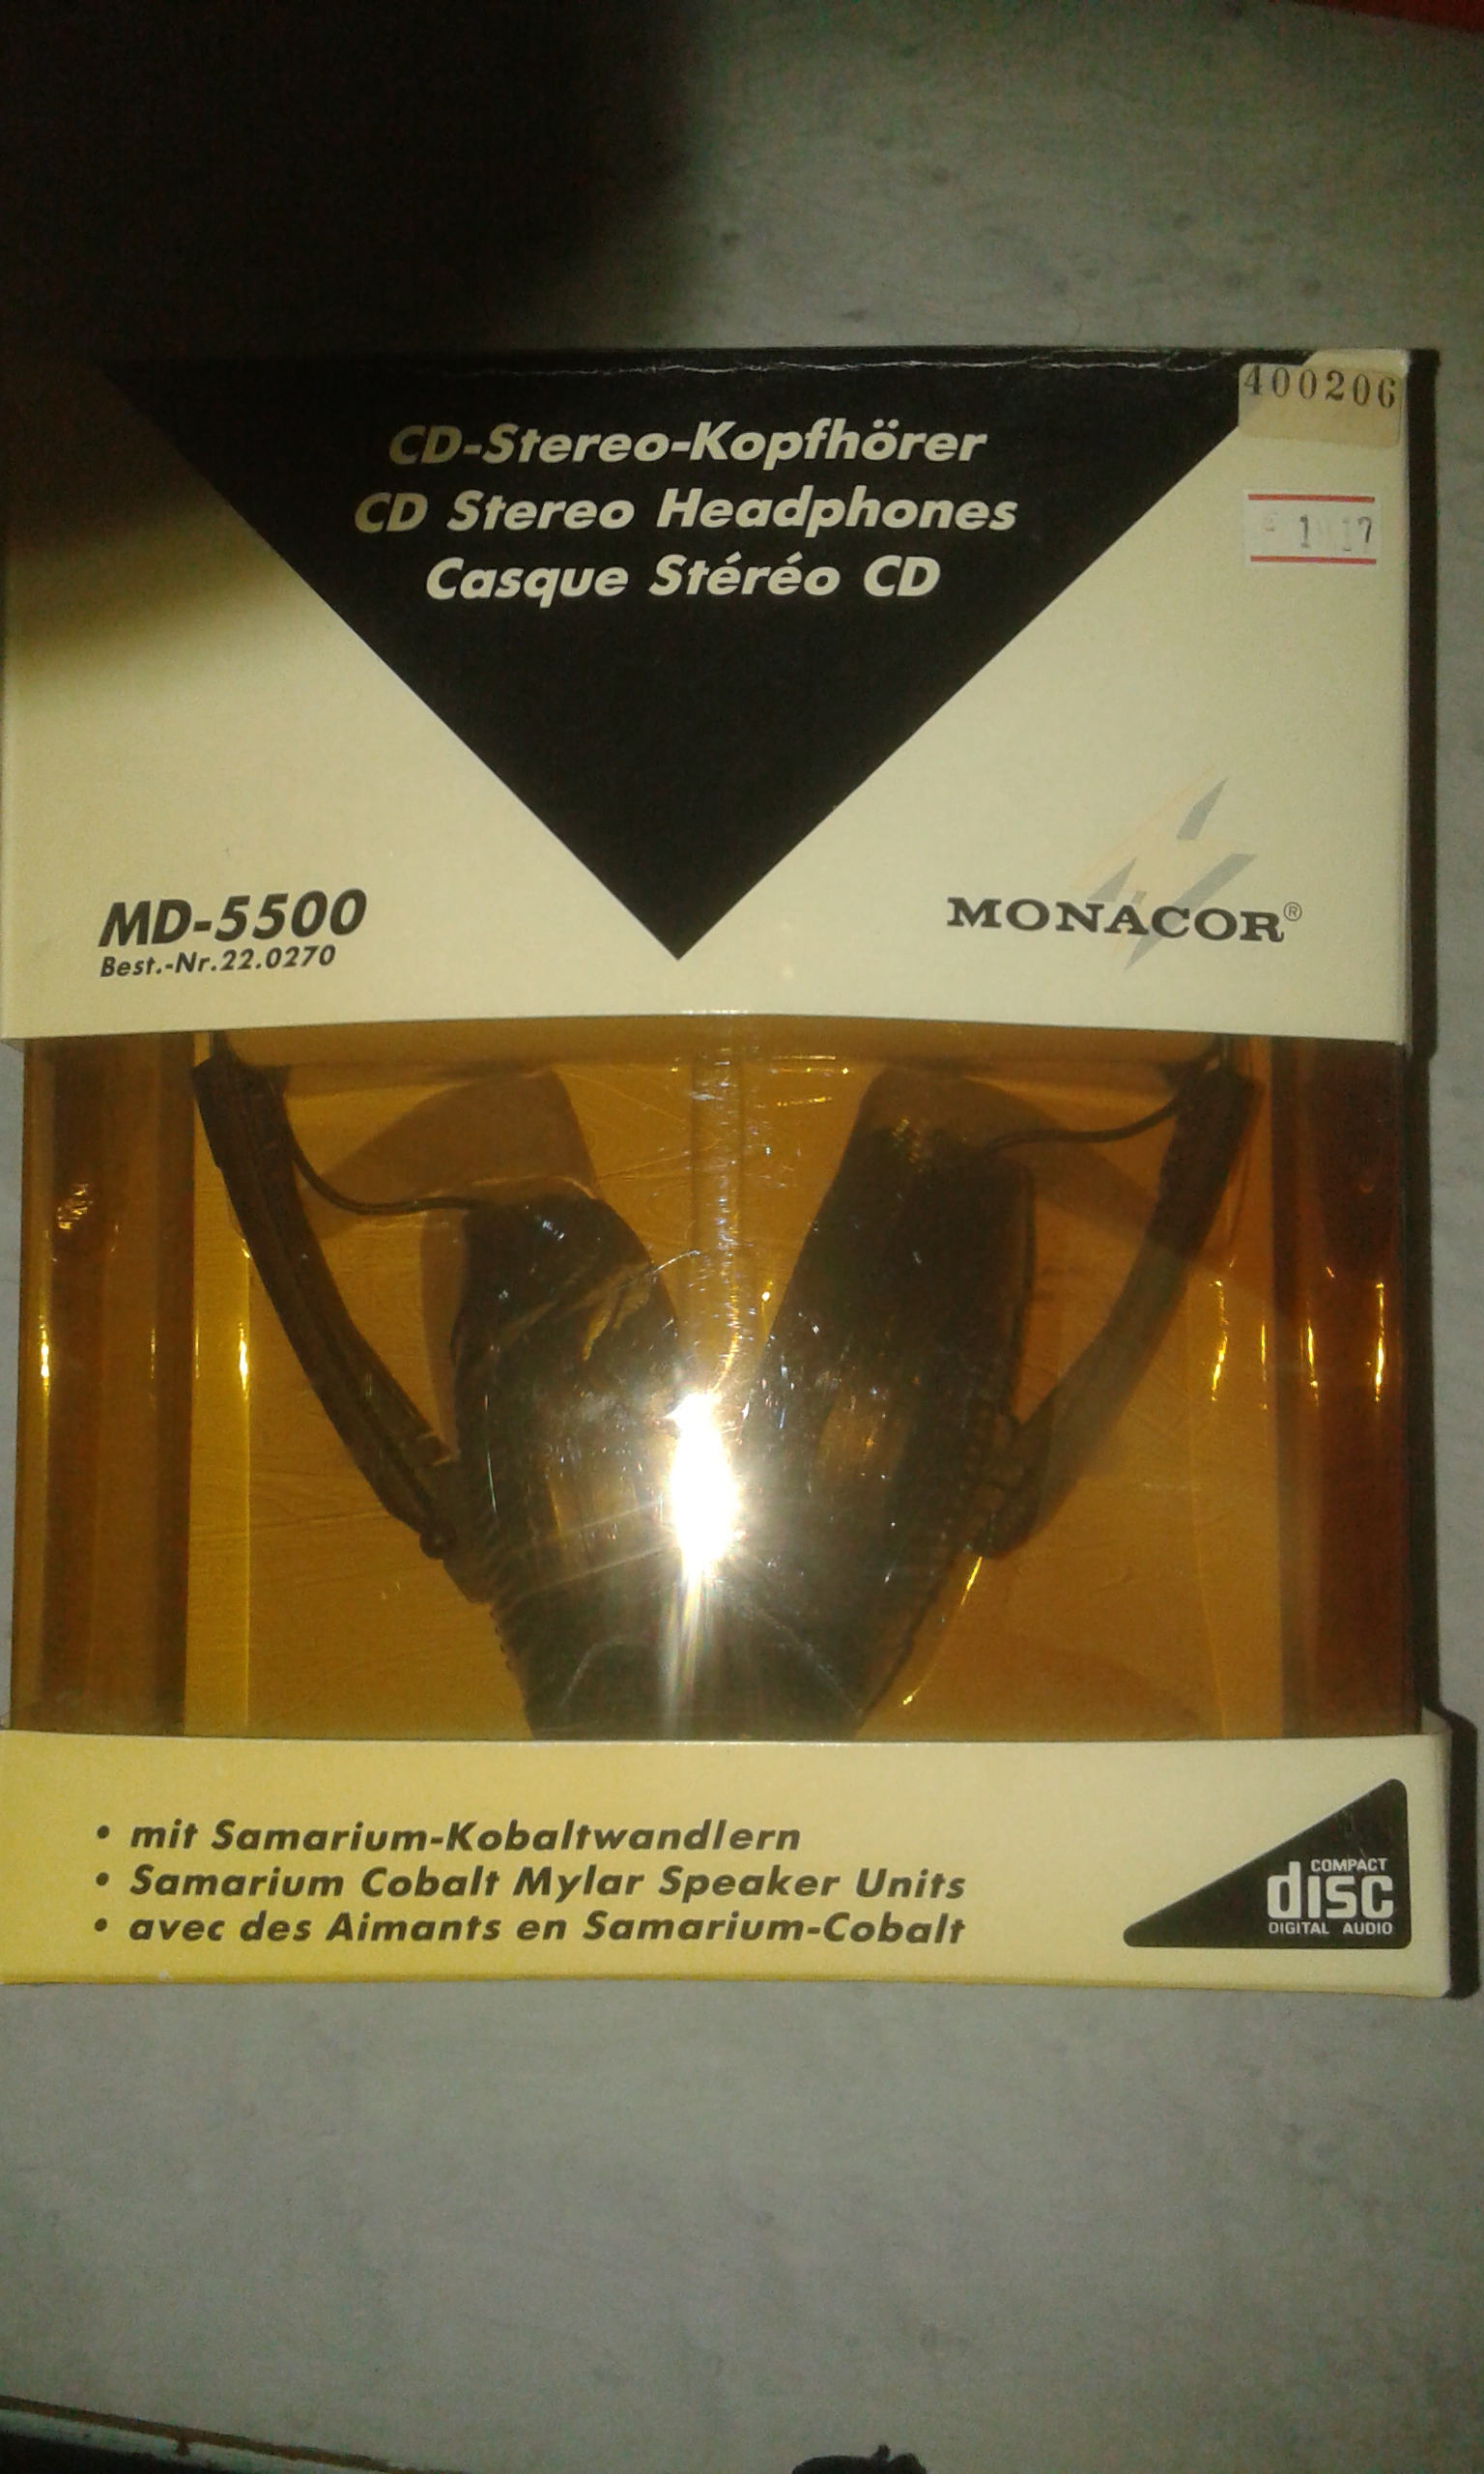 400206
CD-Stereo-Kopfhörer
CD Stereo Headphones
Casque Stéréo CD
MD-5500
Best.-Nr.22.0270
MONACOR®
• mit Samarium-Kobaltwandlern
• Samarium Cobalt Mylar Speaker Units
• avec des Aimants en Samarium-Cobalt
COMPACT
disc
DIGITAL AUDIO